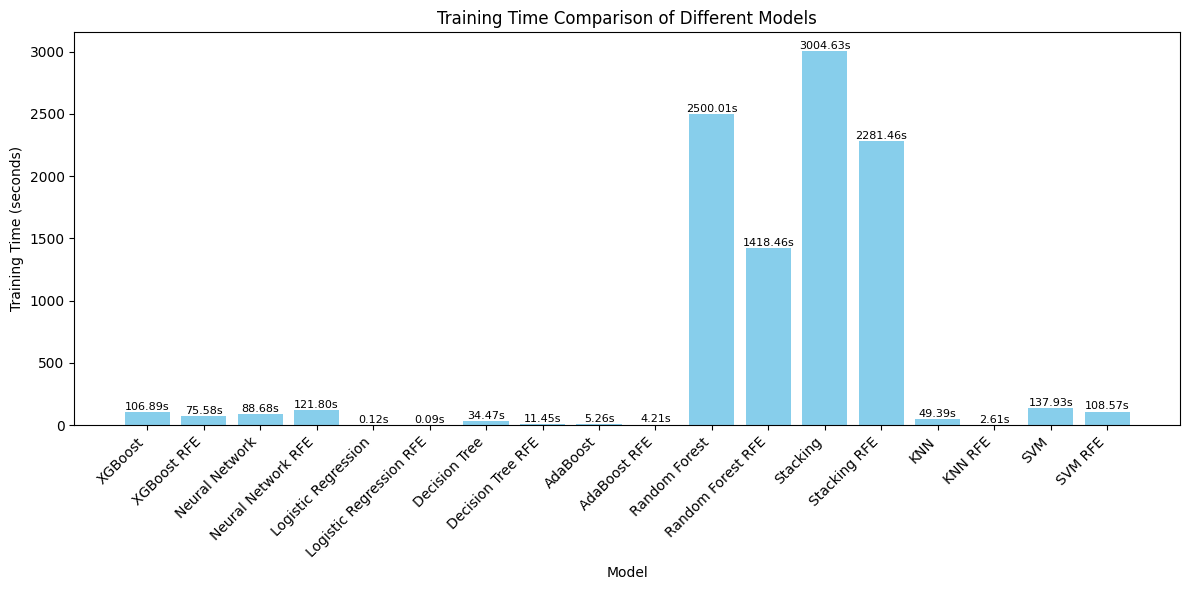 Training Time Comparison of Different Models
Training Time (seconds)
3000
2500
2000
1500
1000
500
0
106.89s
75.58s
88.68s
121.80s
0.12s
0.09s
34.47s
11.45s
5.26s
4.21s
2500.01s
1418.46s
3004.63s
2281.46s
49.39s
2.61s
137.93s
108.57s
XGBoost
XGBoost RFE
Neural Network
Neural Network RFE
Logistic Regression
Logistic Regression RFE
Decision Tree
Decision Tree RFE
AdaBoost
AdaBoost RFE
Random Forest
Random Forest RFE
Stacking
Stacking RFE
KNN
KNN RFE
SVM
SVM RFE
Model